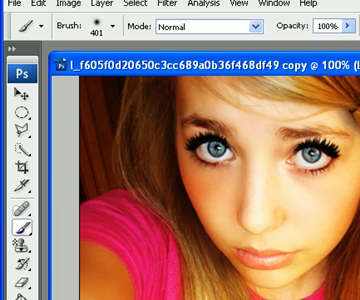 File Edit Image Layer Select Filter Analysis View Window Help
Brush: 401 Mode: Normal Opacity: 100%
Ps l_f605f0d20650c3cc689a0b36f468df49 copy @ 100% (L